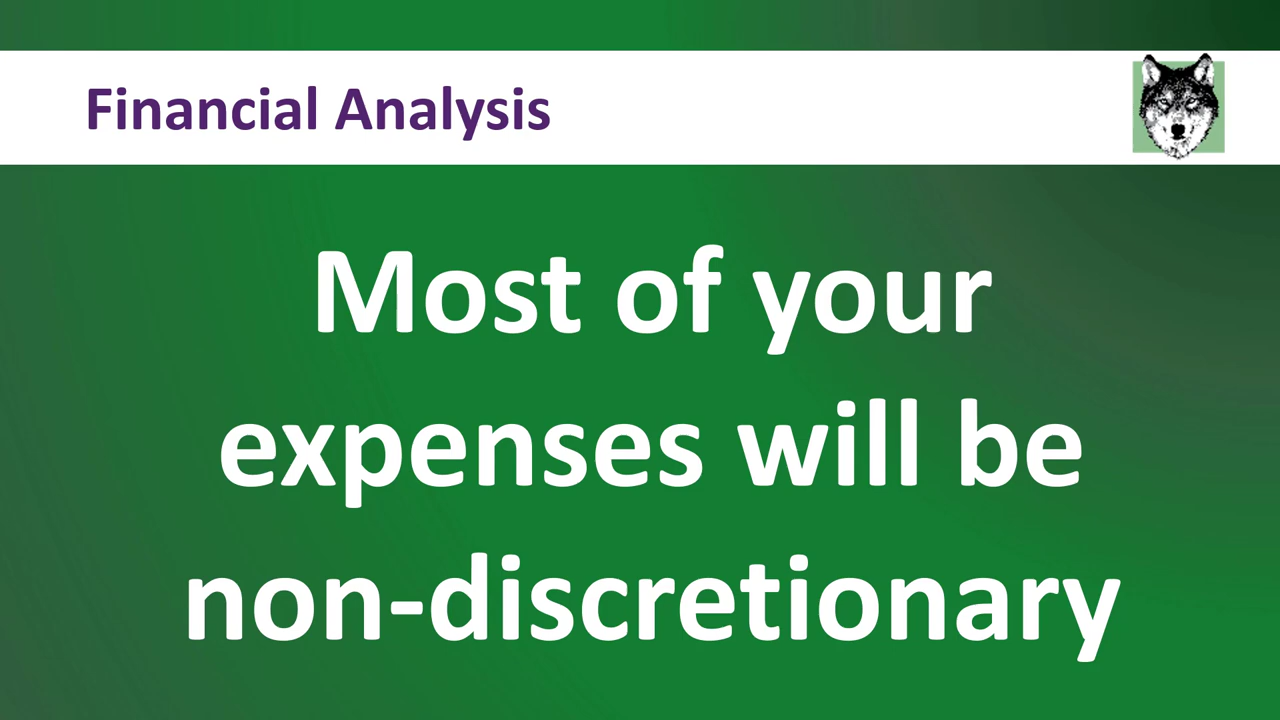 Financial Analysis
Most of your
expenses will be
non-discretionary